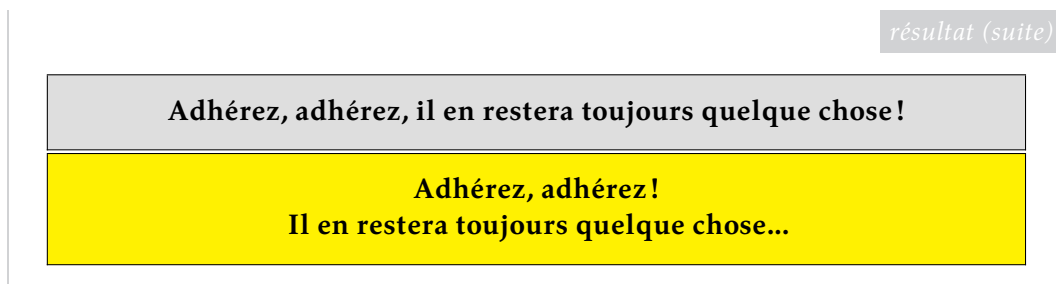 résultat (suite)
Adhérez, adhérez, il en restera toujours quelque chose !
Adhérez, adhérez !
Il en restera toujours quelque chose...